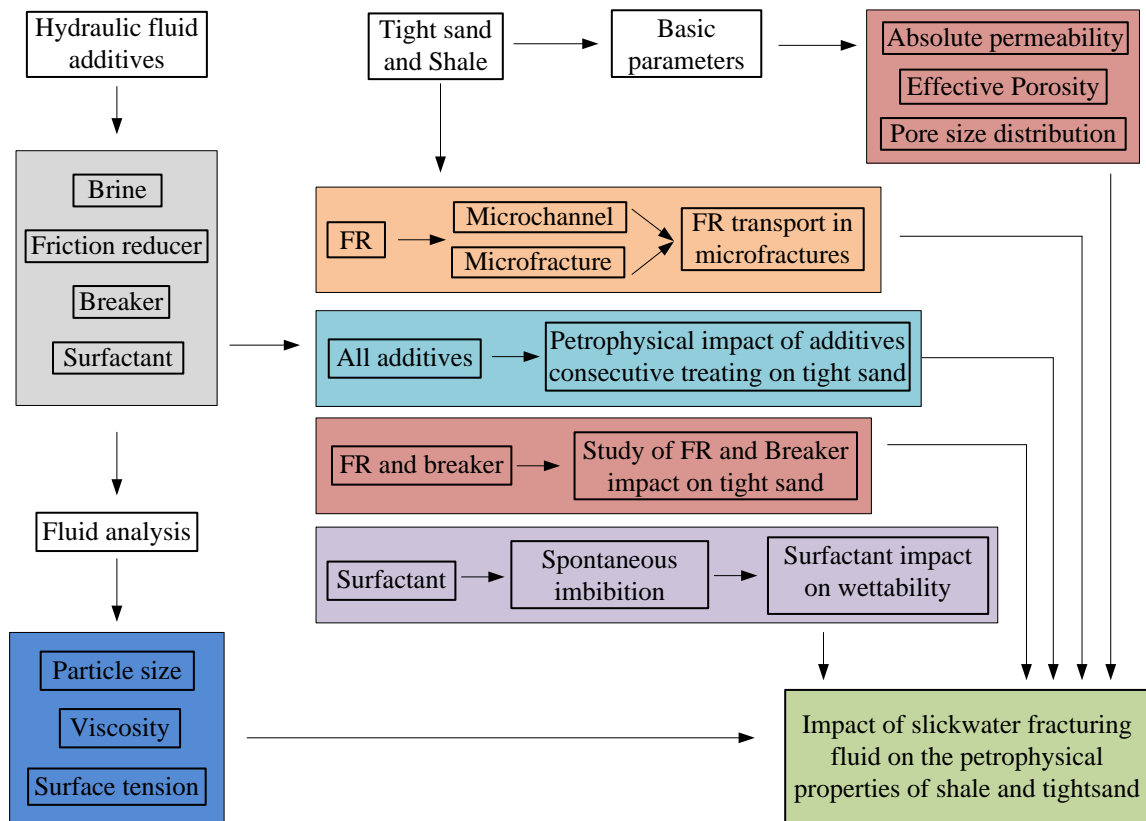 Hydraulic fluid
additives
Tight sand
and Shale
Basic
parameters
Absolute permeability
Effective Porosity
Pore size distribution
Brine
Friction reducer
Breaker
Surfactant
FR
Microchannel
Microfracture
FR transport in
microfractures
All additives
Petrophysical impact of additives
consecutive treating on tight sand
FR and breaker
Study of FR and Breaker
impact on tight sand
Surfactant
Spontaneous
imbibition
Surfactant impact
on wettability
Fluid analysis
Particle size
Viscosity
Surface tension
Impact of slickwater fracturing
fluid on the petrophysical
properties of shale and tightsand